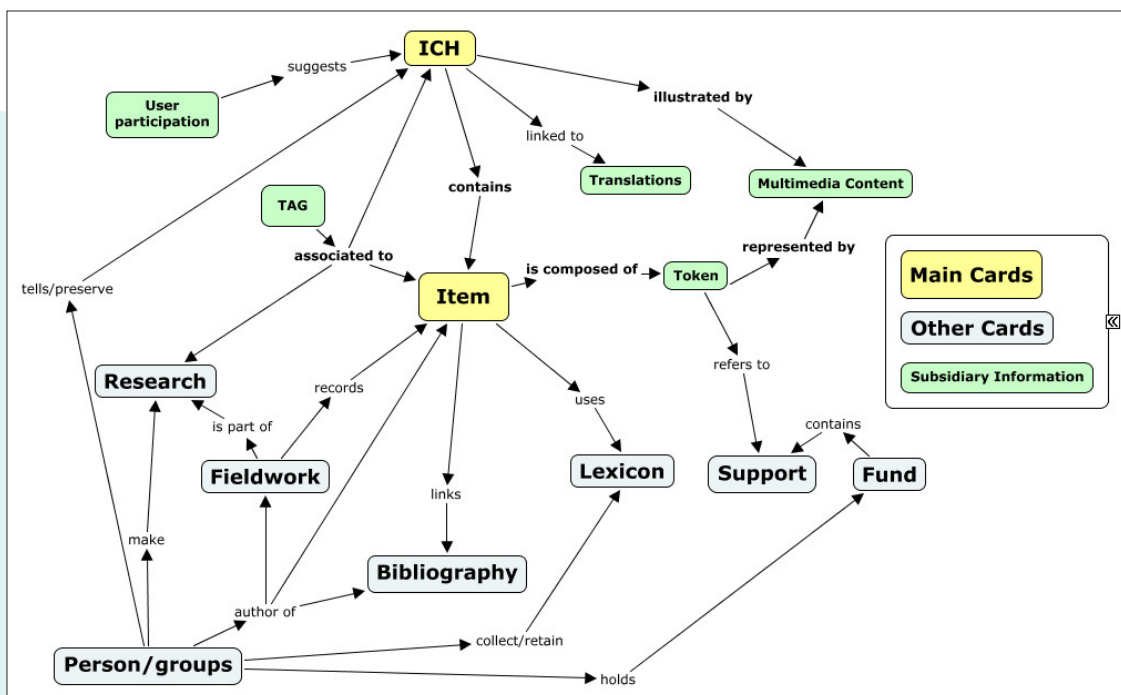 ICH
suggests
User
participation
illustrated by
linked to
Translations
Multimedia Content
contains
TAG
associated to
represented by
is composed of
Token
Item
tells/preserve
Main Cards
Other Cards
Subsidiary Information
Research
records
refers to
uses
is part of
contains
Fieldwork
Lexicon
Support
Fund
links
make
Bibliography
author of
collect/retain
Person/groups
holds